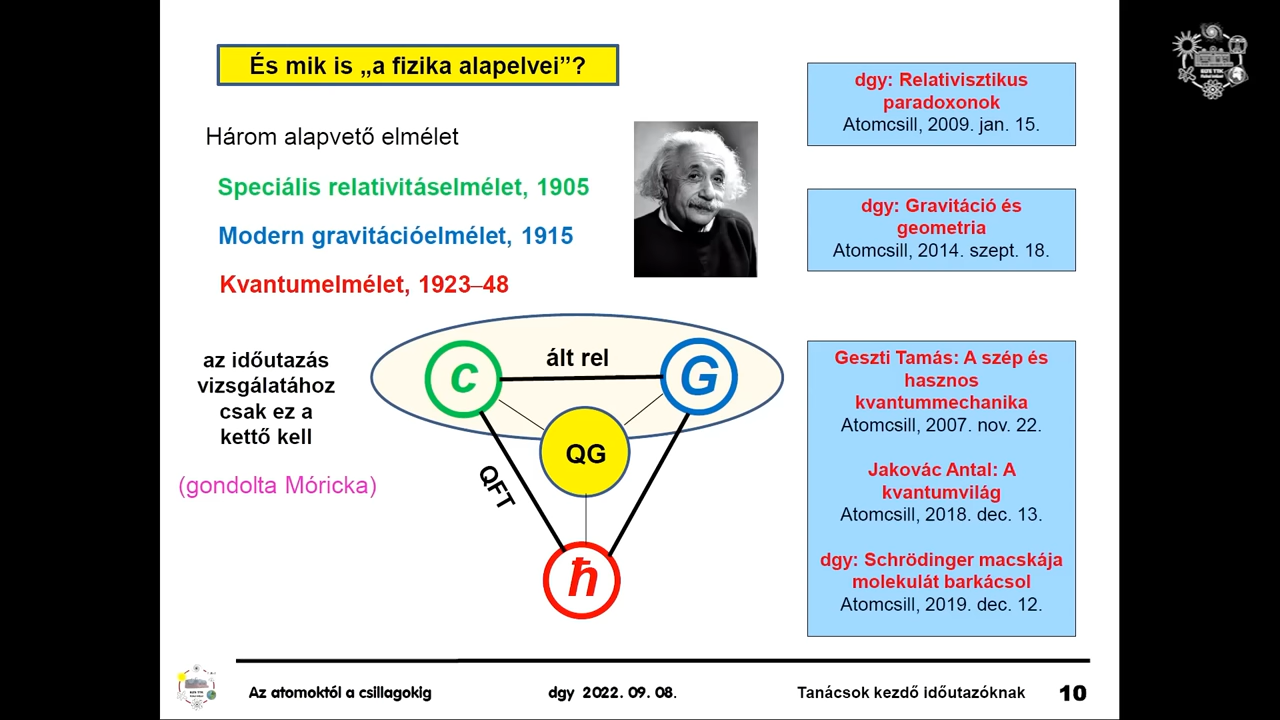 És mik is „a fizika alapelvei”?
Három alapvető elmélet
Speciális relativitáselmélet, 1905
Modern gravitációelmélet, 1915
Kvantumelmélet, 1923–48
az időutazás
vizsgálatához
csak ez a
kettő kell
(gondolta Móricka)
c
ált rel
G
QG
QFT
ħ
dgy: Relativisztikus
paradoxonok
Atomcsill, 2009. jan. 15.
dgy: Gravitáció és
geometria
Atomcsill, 2014. szept. 18.
Geszti Tamás: A szép és
hasznos
kvantummechanika
Atomcsill, 2007. nov. 22.
Jakovác Antal: A
kvantumvilág
Atomcsill, 2018. dec. 13.
dgy: Schrödinger macskája
molekulát barkácsol
Atomcsill, 2019. dec. 12.
Az atomoktól a csillagokig
dgy 2022. 09. 08.
Tanácsok kezdő időutazóknak
10